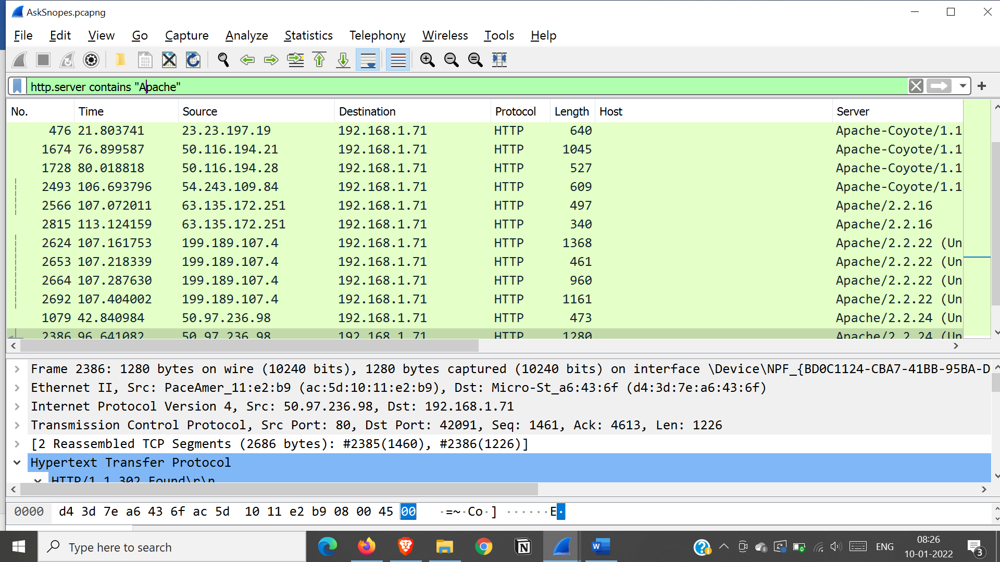 AskSnopes.pcapng
File Edit View Go Capture Analyze Statistics Telephony Wireless Tools Help
http.server contains "Apache"
No. Time Source Destination Protocol Length Host Server
476 21.803741 23.23.197.19 192.168.1.71 HTTP 640 Apache-Coyote/1.1
1674 76.899587 50.116.194.21 192.168.1.71 HTTP 1045 Apache-Coyote/1.1
1728 80.018818 50.116.194.28 192.168.1.71 HTTP 527 Apache-Coyote/1.1
2493 106.693796 54.243.109.84 192.168.1.71 HTTP 609 Apache-Coyote/1.1
2566 107.072011 63.135.172.251 192.168.1.71 HTTP 497 Apache/2.2.16
2815 113.124159 63.135.172.251 192.168.1.71 HTTP 340 Apache/2.2.16
2624 107.161753 199.189.107.4 192.168.1.71 HTTP 1368 Apache/2.2.22 (Un
2653 107.218339 199.189.107.4 192.168.1.71 HTTP 461 Apache/2.2.22 (Un
2664 107.287630 199.189.107.4 192.168.1.71 HTTP 960 Apache/2.2.22 (Un
2692 107.404002 199.189.107.4 192.168.1.71 HTTP 1161 Apache/2.2.22 (Un
1079 42.840984 50.97.236.98 192.168.1.71 HTTP 473 Apache/2.2.24 (Un
2386 96.641082 50.97.236.98 192.168.1.71 HTTP 1280 Apache/2.2.24 (Un
Frame 2386: 1280 bytes on wire (10240 bits), 1280 bytes captured (10240 bits) on interface \Device\NPF_{BD0C1124-CBA7-41BB-95BA-D
Ethernet II, Src: PaceAmer_11:e2:b9 (ac:5d:10:11:e2:b9), Dst: Micro-St_a6:43:6f (d4:3d:7e:a6:43:6f)
Internet Protocol Version 4, Src: 50.97.236.98, Dst: 192.168.1.71
Transmission Control Protocol, Src Port: 80, Dst Port: 42091, Seq: 1461, Ack: 4613, Len: 1226
[2 Reassembled TCP Segments (2686 bytes): #2385(1460), #2386(1226)]
Hypertext Transfer Protocol
HTTP/1.1 302 Found\r\n
0000 d4 3d 7e a6 43 6f ac 5d 10 11 e2 b9 08 00 45 00 ·=~·Co·] ······E·
Type here to search
ENG
08:26
10-01-2022
3